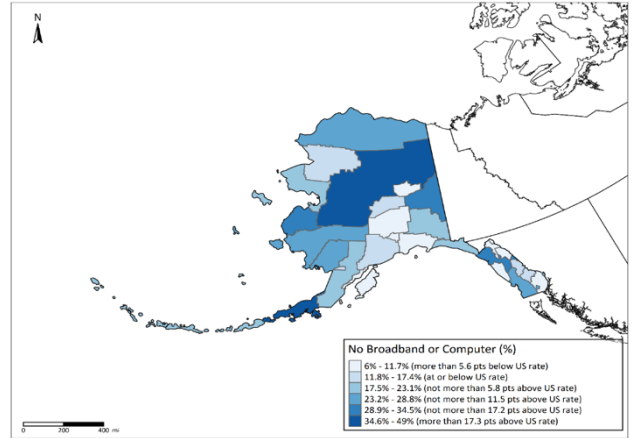 N
No Broadband or Computer (%)
6% - 11.7% (more than 5.6 pts below US rate)
11.8% - 17.4% (at or below US rate)
17.5% - 23.1% (not more than 5.8 pts above US rate)
23.2% - 28.8% (not more than 11.5 pts above US rate)
28.9% - 34.5% (not more than 17.2 pts above US rate)
34.6% - 49% (more than 17.3 pts above US rate)
0 200 400 mi